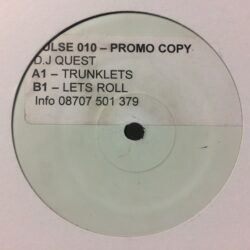 ULSE 010 – PROMO COPY
D.J QUEST
A1 – TRUNKLETS
B1 – LETS ROLL
Info 08707 501 379